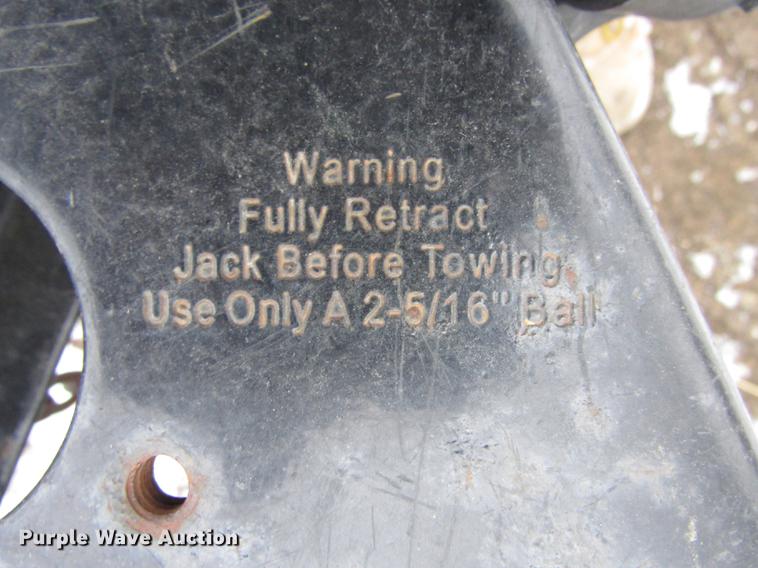 Warning
Fully Retract
Jack Before Towing
Use Only A 2-5/16" Ball
Purple Wave Auction